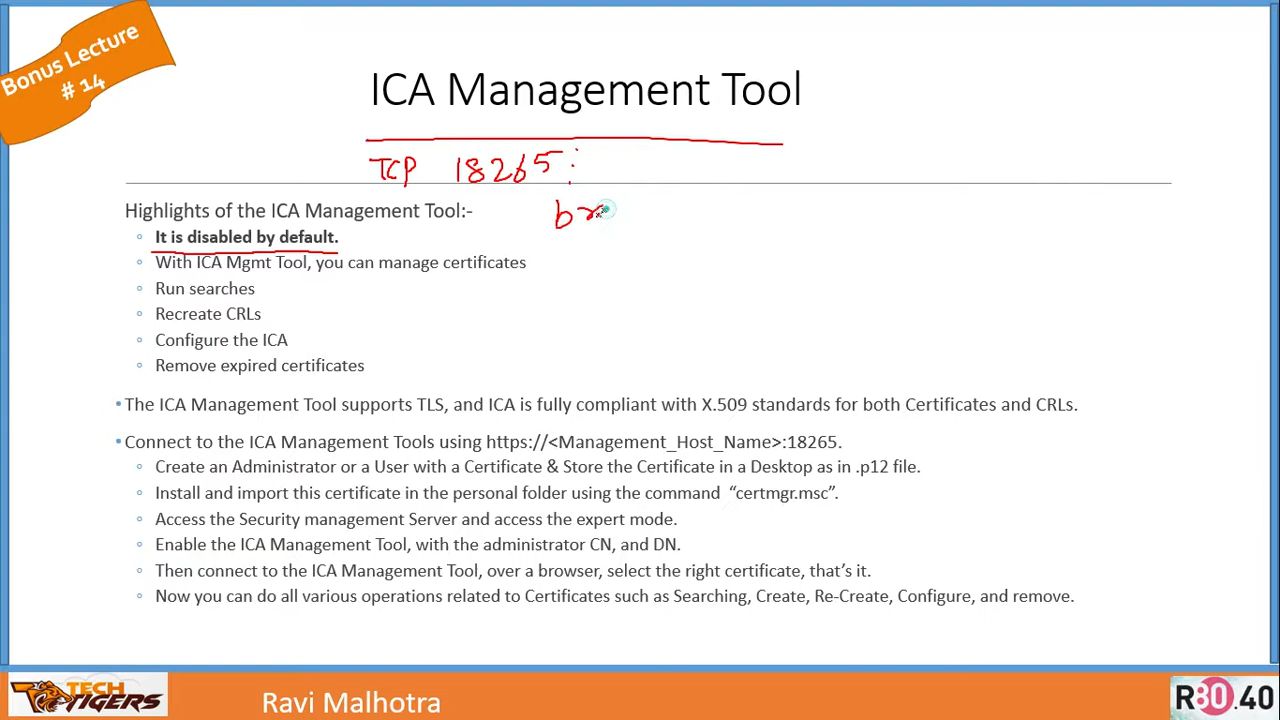 Bonus Lecture
# 14
ICA Management Tool
TCP 18265 :
br
Highlights of the ICA Management Tool:-
It is disabled by default.
With ICA Mgmt Tool, you can manage certificates
Run searches
Recreate CRLs
Configure the ICA
Remove expired certificates
•The ICA Management Tool supports TLS, and ICA is fully compliant with X.509 standards for both Certificates and CRLs.
•Connect to the ICA Management Tools using https://<Management_Host_Name>:18265.
Create an Administrator or a User with a Certificate & Store the Certificate in a Desktop as in .p12 file.
Install and import this certificate in the personal folder using the command “certmgr.msc”.
Access the Security management Server and access the expert mode.
Enable the ICA Management Tool, with the administrator CN, and DN.
Then connect to the ICA Management Tool, over a browser, select the right certificate, that’s it.
Now you can do all various operations related to Certificates such as Searching, Create, Re-Create, Configure, and remove.
TECH
TIGERS
Ravi Malhotra
R80.40